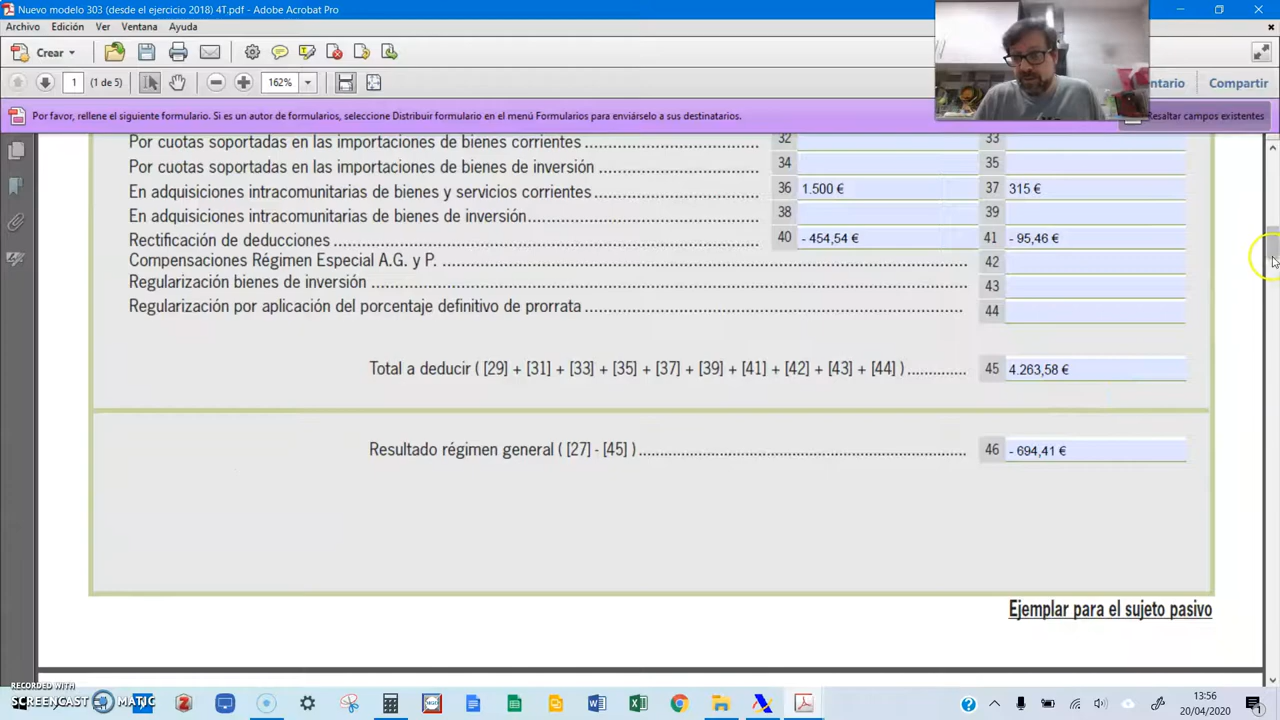 Nuevo modelo 303 (desde el ejercicio 2018) 4T.pdf - Adobe Acrobat Pro
Archivo Edición Ver Ventana Ayuda
Crear
1 (1 de 5) 162%
Compartir
Por favor, rellene el siguiente formulario. Si es un autor de formularios, seleccione Distribuir formulario en el menú Formularios para enviárselo a sus destinatarios.
Resaltar campos existentes
Por cuotas soportadas en las importaciones de bienes corrientes 32 33
Por cuotas soportadas en las importaciones de bienes de inversión 34 35
En adquisiciones intracomunitarias de bienes y servicios corrientes 36 1.500 € 37 315 €
En adquisiciones intracomunitarias de bienes de inversión 38 39
Rectificación de deducciones 40 - 454,54 € 41 - 95,46 €
Compensaciones Régimen Especial A.G. y P. 42
Regularización bienes de inversión 43
Regularización por aplicación del porcentaje definitivo de prorrata 44
Total a deducir ( [29] + [31] + [33] + [35] + [37] + [39] + [41] + [42] + [43] + [44] ) 45 4.263,58 €
Resultado régimen general ( [27] - [45] ) 46 - 694,41 €
Ejemplar para el sujeto pasivo
RECORDED WITH
SCREENCAST MATIC
13:56
20/04/2020